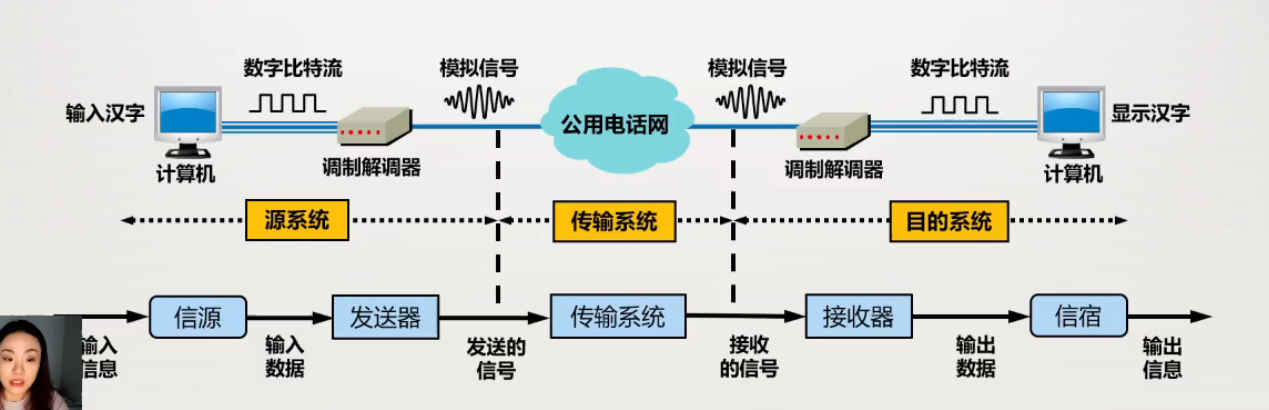 数字比特流
模拟信号
模拟信号
数字比特流
输入汉字
公用电话网
显示汉字
计算机
调制解调器
调制解调器
计算机
源系统
传输系统
目的系统
信源
发送器
传输系统
接收器
信宿
输入
信息
输入
数据
发送的
信号
接收
的信号
输出
数据
输出
信息